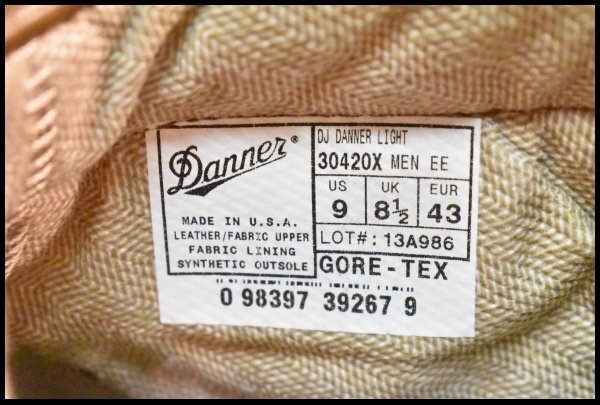 Danner®
MADE IN U.S.A.
LEATHER/FABRIC UPPER
FABRIC LINING
SYNTHETIC OUTSOLE
DJ DANNER LIGHT
30420X MEN EE
US UK EUR
9 8½ 43
LOT#: 13A986
GORE-TEX
0 98397 39267 9